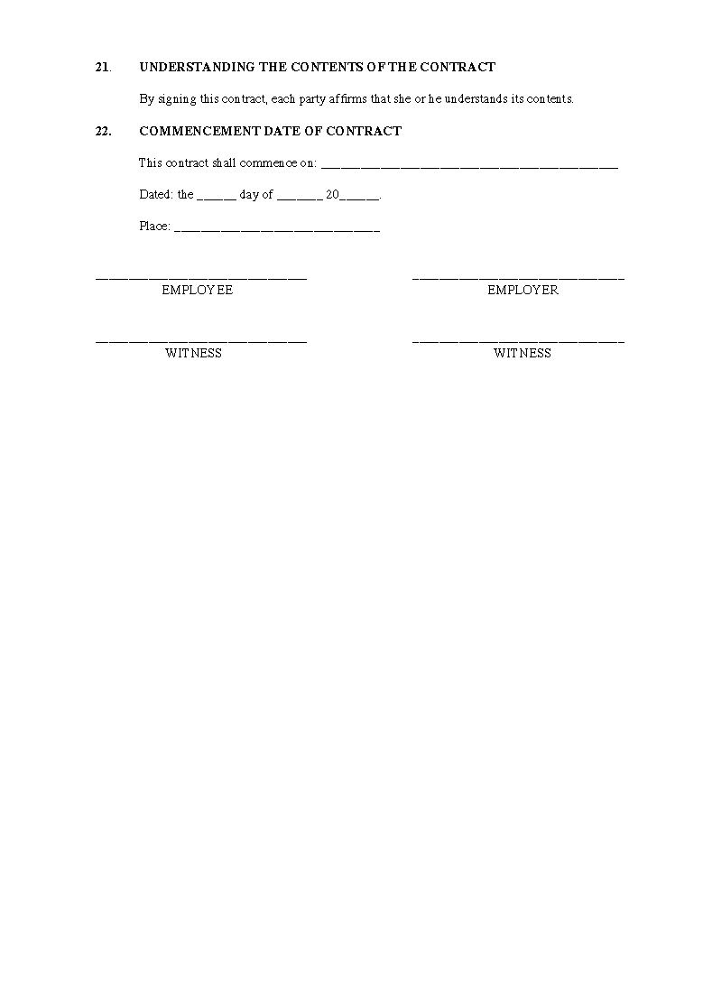 21. UNDERSTANDING THE CONTENTS OF THE CONTRACT
By signing this contract, each party affirms that she or he understands its contents.
22. COMMENCEMENT DATE OF CONTRACT
This contract shall commence on: _____________________________________________
Dated: the ______ day of _______ 20______.
Place: _______________________________
________________________________ ________________________________
EMPLOYEE EMPLOYER
________________________________ ________________________________
WITNESS WITNESS